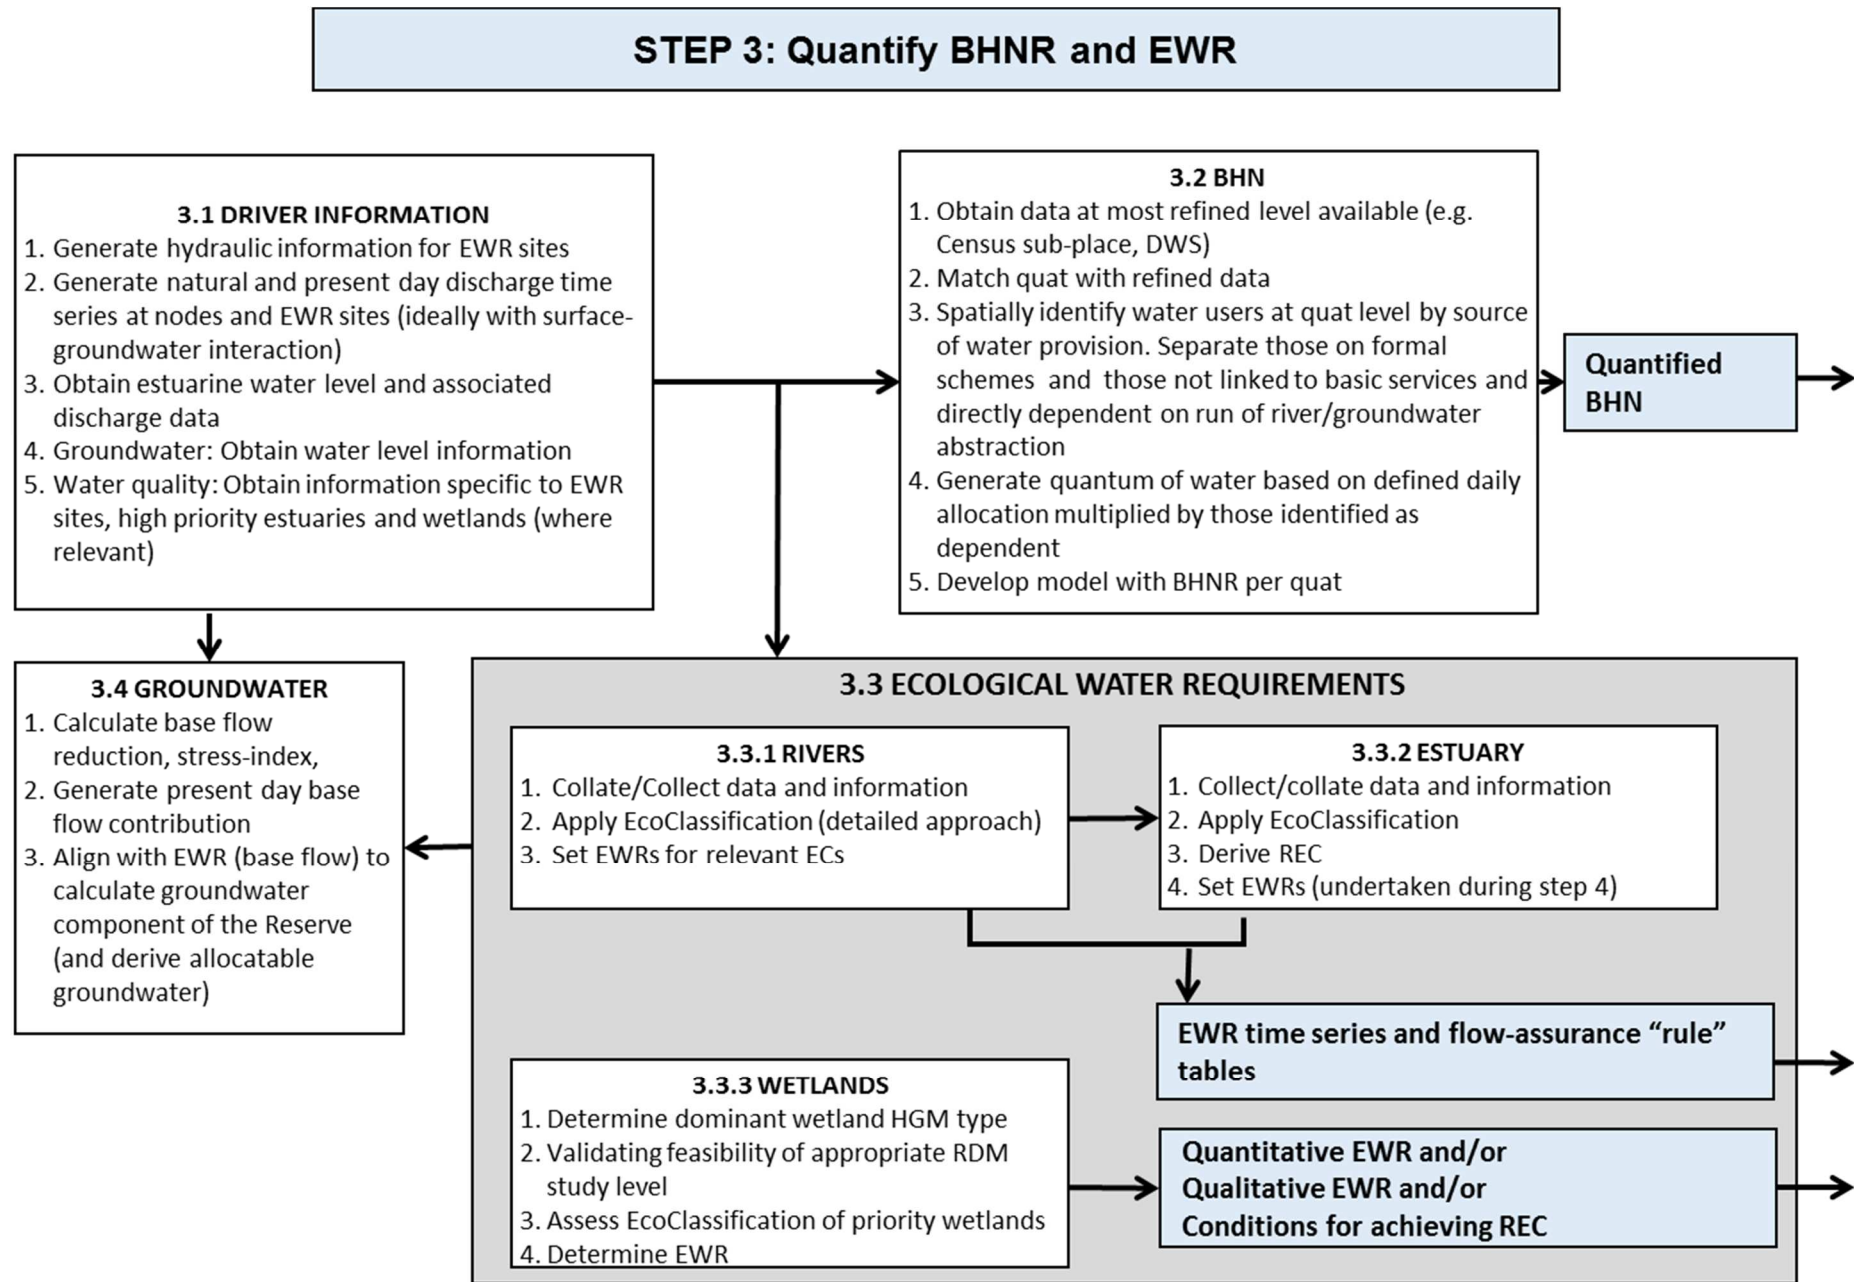 STEP 3: Quantify BHNR and EWR
3.1 DRIVER INFORMATION
1. Generate hydraulic information for EWR sites
2. Generate natural and present day discharge time
series at nodes and EWR sites (ideally with surface-
groundwater interaction)
3. Obtain estuarine water level and associated
discharge data
4. Groundwater: Obtain water level information
5. Water quality: Obtain information specific to EWR
sites, high priority estuaries and wetlands (where
relevant)
3.2 BHN
1. Obtain data at most refined level available (e.g.
Census sub-place, DWS)
2. Match quat with refined data
3. Spatially identify water users at quat level by source
of water provision. Separate those on formal
schemes and those not linked to basic services and
directly dependent on run of river/groundwater
abstraction
4. Generate quantum of water based on defined daily
allocation multiplied by those identified as
dependent
5. Develop model with BHNR per quat
Quantified
BHN
3.4 GROUNDWATER
1. Calculate base flow
reduction, stress-index,
2. Generate present day base
flow contribution
3. Align with EWR (base flow) to
calculate groundwater
component of the Reserve
(and derive allocatable
groundwater)
3.3 ECOLOGICAL WATER REQUIREMENTS
3.3.1 RIVERS
1. Collate/Collect data and information
2. Apply EcoClassification (detailed approach)
3. Set EWRs for relevant ECs
3.3.2 ESTUARY
1. Collect/collate data and information
2. Apply EcoClassification
3. Derive REC
4. Set EWRs (undertaken during step 4)
EWR time series and flow-assurance “rule”
tables
3.3.3 WETLANDS
1. Determine dominant wetland HGM type
2. Validating feasibility of appropriate RDM
study level
3. Assess EcoClassification of priority wetlands
4. Determine EWR
Quantitative EWR and/or
Qualitative EWR and/or
Conditions for achieving REC